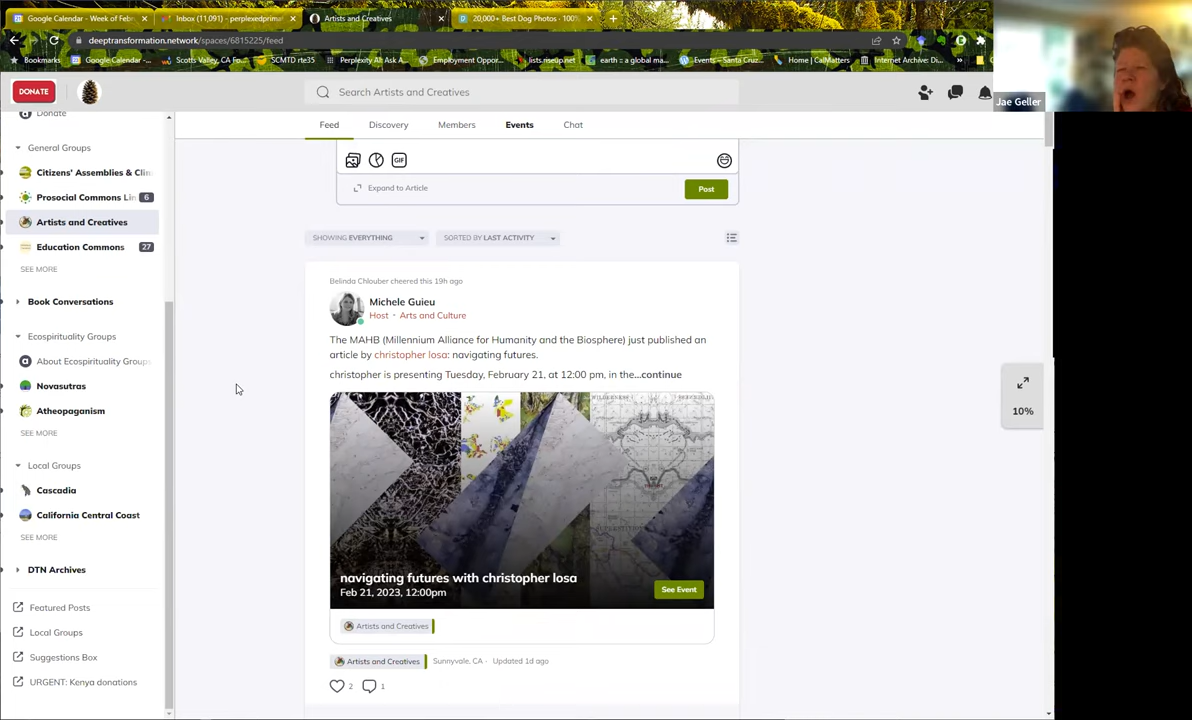 Google Calendar - Week of Febr
Inbox (11,091) - perplexedprima
Artists and Creatives
20,000+ Best Dog Photos · 100%
deeptransformation.network/spaces/6815225/feed
Bookmarks
Google Calendar -...
Scotts Valley, CA Fo...
SCMTD rte35
Perplexity AI: Ask A...
Employment Oppor...
lists.riseup.net
earth :: a global ma...
Events – Santa Cruz...
Home | CalMatters
Internet Archive: Di...
Jae Geller
DONATE
Search Artists and Creatives
Donate
Feed
Discovery
Members
Events
Chat
General Groups
Citizens' Assemblies & Cli
Prosocial Commons Lin
6
Artists and Creatives
Education Commons
27
SEE MORE
Book Conversations
Ecospirituality Groups
About Ecospirituality Group
Novasutras
Atheopaganism
SEE MORE
Local Groups
Cascadia
California Central Coast
SEE MORE
DTN Archives
Featured Posts
Local Groups
Suggestions Box
URGENT: Kenya donations
GIF
Expand to Article
Post
SHOWING EVERYTHING
SORTED BY LAST ACTIVITY
Belinda Chlouber cheered this 19h ago
Michele Guieu
Host · Arts and Culture
The MAHB (Millennium Alliance for Humanity and the Biosphere) just published an
article by christopher losa: navigating futures.
christopher is presenting Tuesday, February 21, at 12:00 pm, in the...continue
navigating futures with christopher losa
Feb 21, 2023, 12:00pm
See Event
Artists and Creatives
Artists and Creatives
Sunnyvale, CA ·
Updated 1d ago
2
1
10%